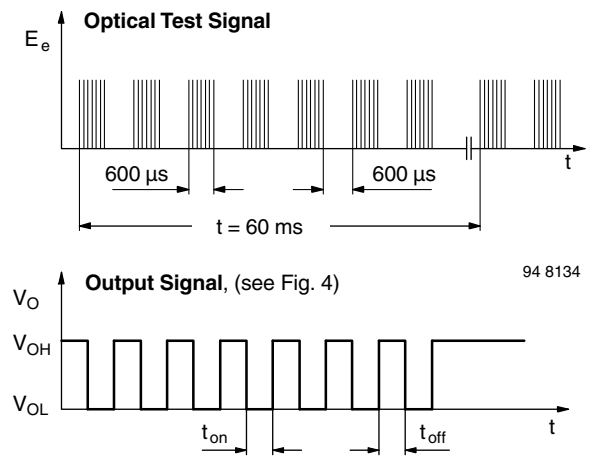 Optical Test Signal
E e
t
600 µs
600 µs
t = 60 ms
94 8134
Output Signal, (see Fig. 4)
V O
V OH
V OL
t
t on
t off